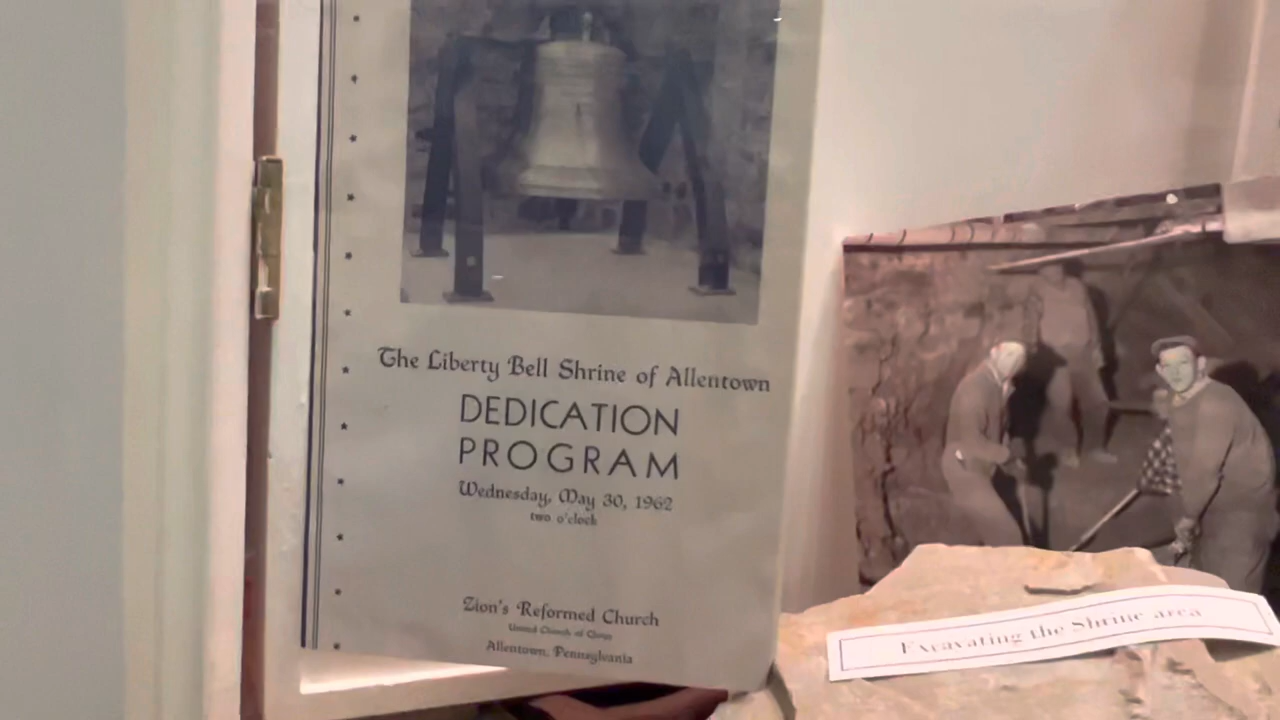 The Liberty Bell Shrine of Allentown
DEDICATION
PROGRAM
Wednesday, May 30, 1962
two o'clock
Zion's Reformed Church
United Church of Christ
Allentown, Pennsylvania
Excavating the Shrine area